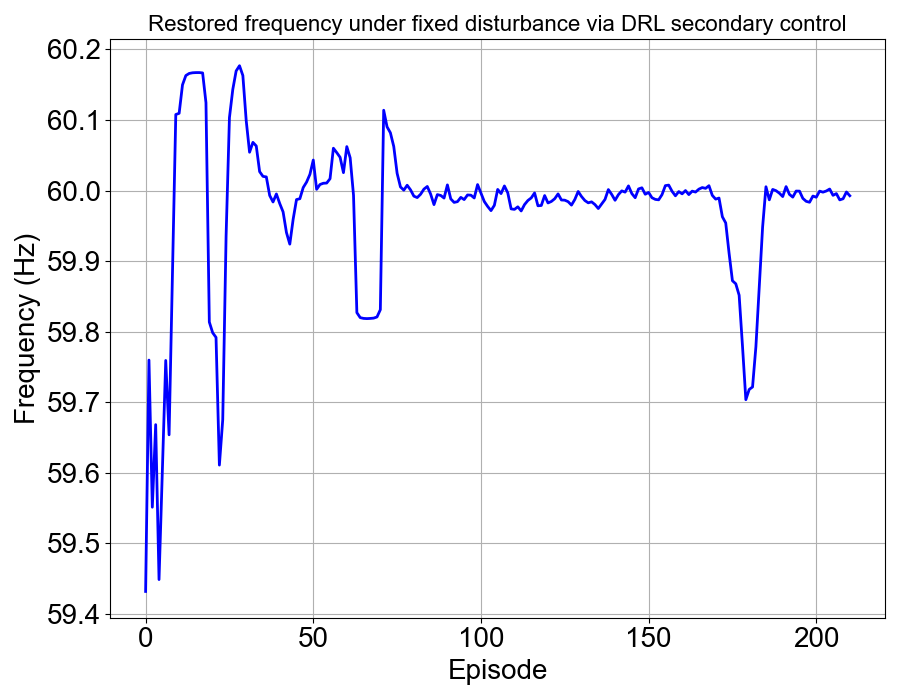 Restored frequency under fixed disturbance via DRL secondary control
60.2
60.1
60.0
59.9
59.8
59.7
59.6
59.5
59.4
Frequency (Hz)
0 50 100 150 200
Episode